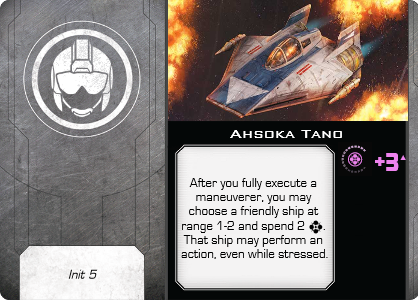 Ahsoka Tano
+3
After you fully execute a
maneuverer, you may
choose a friendly ship at
range 1-2 and spend 2 .
That ship may perform an
action, even while stressed.
Init 5